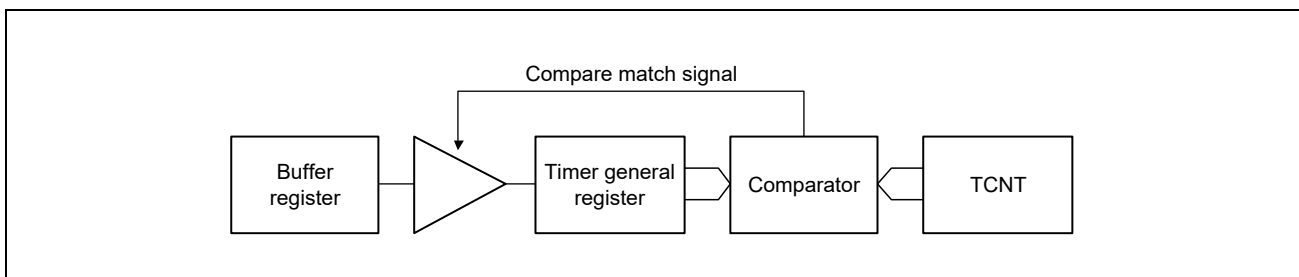 Compare match signal
Buffer
register
Timer general
register
Comparator
TCNT